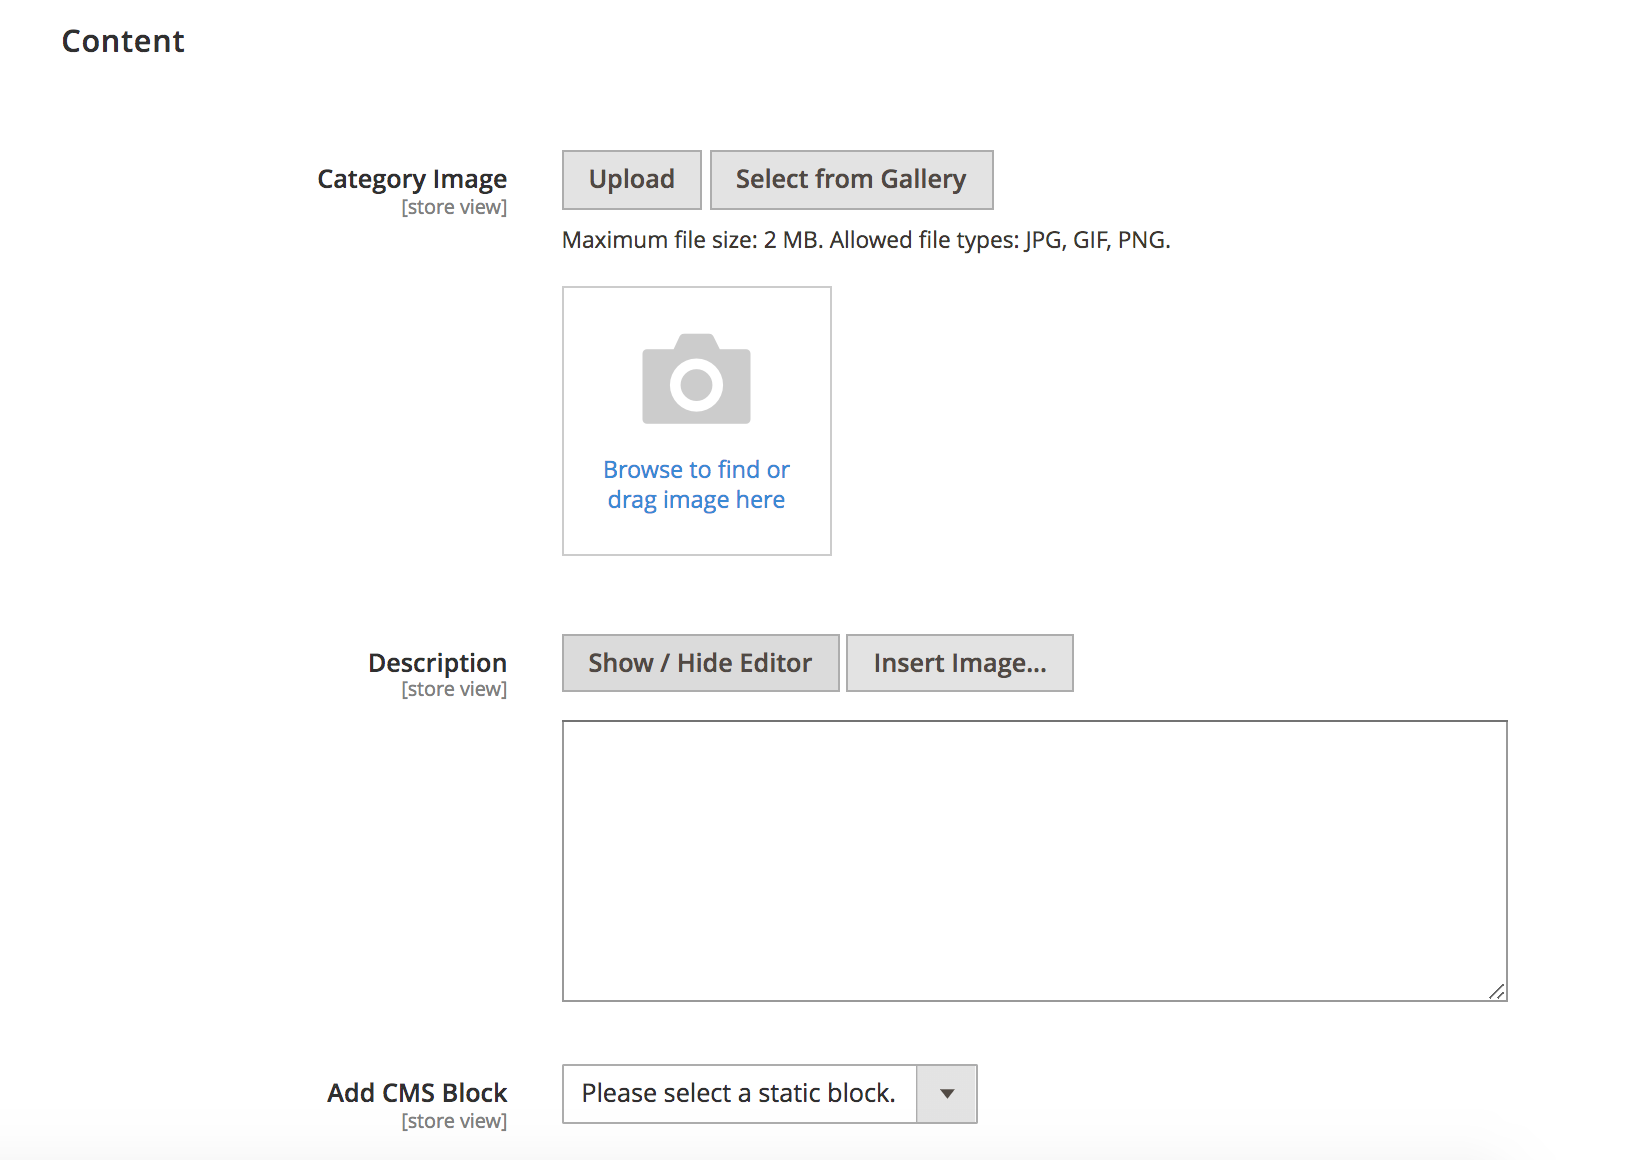 Content
Category Image
[store view]
Upload
Select from Gallery
Maximum file size: 2 MB. Allowed file types: JPG, GIF, PNG.
Browse to find or
drag image here
Description
[store view]
Show / Hide Editor
Insert Image...
Add CMS Block
[store view]
Please select a static block.